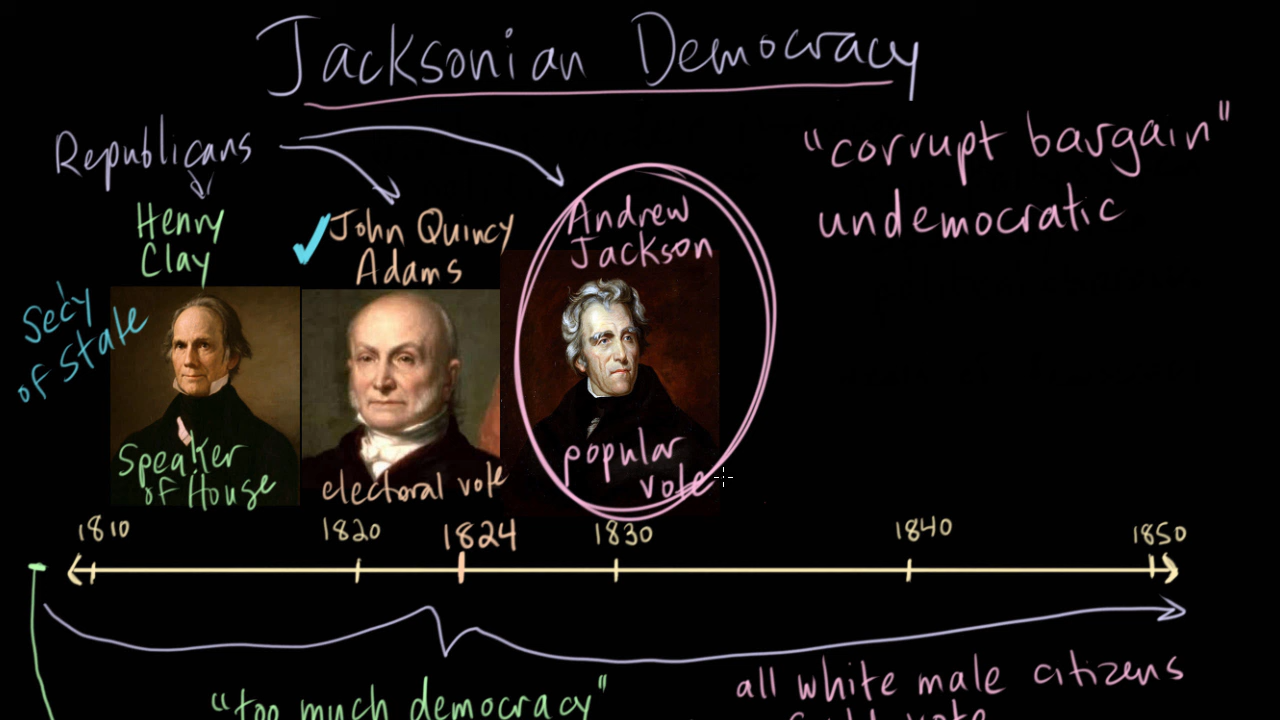 Jacksonian Democracy
Republicans
"corrupt bargain"
undemocratic
Henry
Clay
John Quincy
Adams
Andrew
Jackson
Sec'y
of State
Speaker
of House
electoral vote
popular
vote
1810
1820
1824
1830
1840
1850
"too much democracy"
all white male citizens
vote